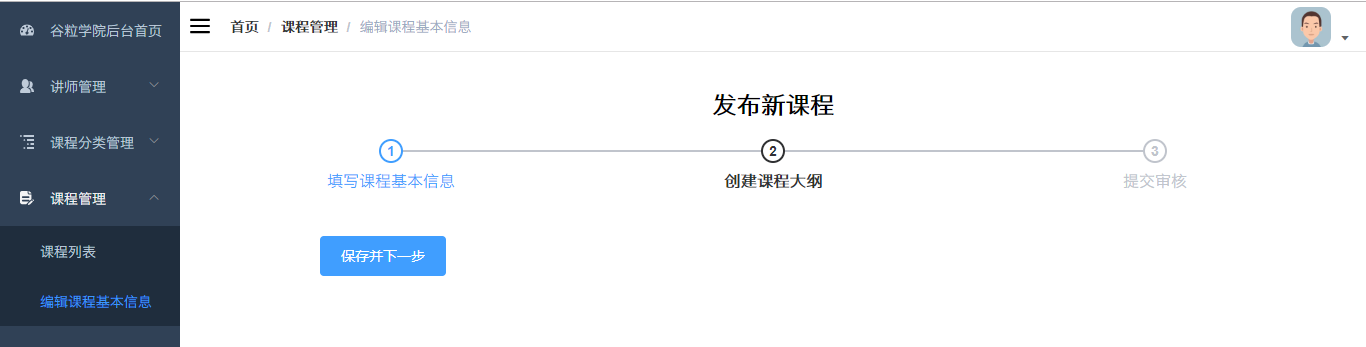 谷粒学院后台首页
讲师管理
课程分类管理
课程管理
课程列表
编辑课程基本信息
首页 / 课程管理 / 编辑课程基本信息
发布新课程
1 2 3
填写课程基本信息 创建课程大纲 提交审核
保存并下一步